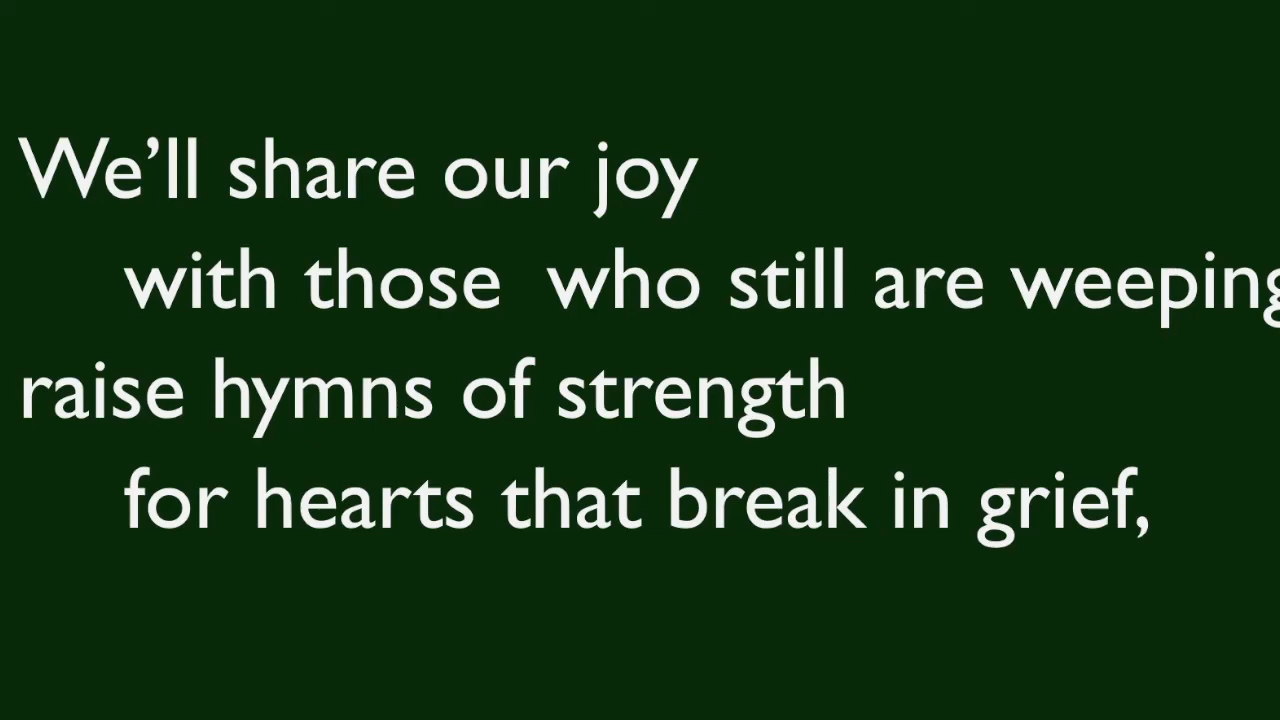 We’ll share our joy
with those who still are weeping
raise hymns of strength
for hearts that break in grief,